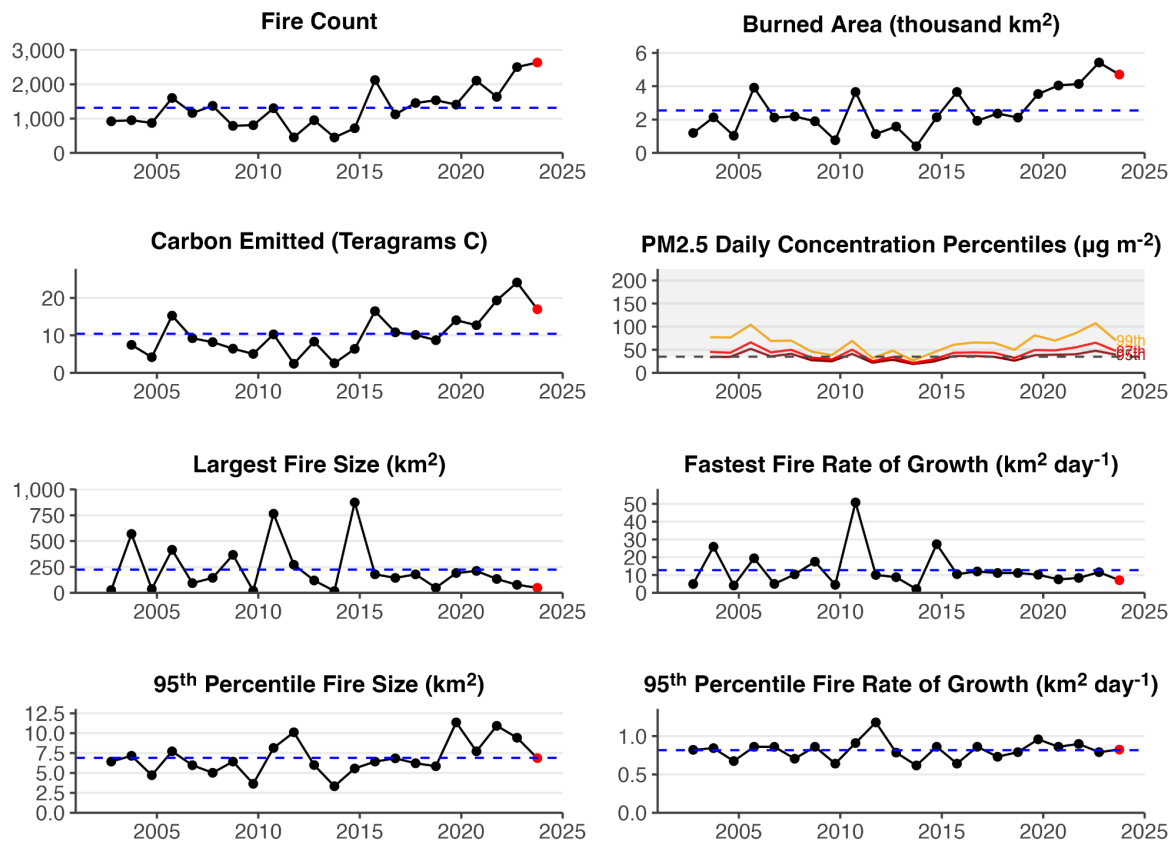 Fire Count
3,000
2,000
1,000
0
2005 2010 2015 2020 2025
Burned Area (thousand km²)
6
4
2
0
2005 2010 2015 2020 2025
Carbon Emitted (Teragrams C)
20
10
0
2005 2010 2015 2020 2025
PM2.5 Daily Concentration Percentiles (µg m⁻²)
200
150
100
50
0
99th
97th
95th
2005 2010 2015 2020 2025
Largest Fire Size (km²)
1,000
750
500
250
0
2005 2010 2015 2020 2025
Fastest Fire Rate of Growth (km² day⁻¹)
50
40
30
20
10
0
2005 2010 2015 2020 2025
95ᵗʰ Percentile Fire Size (km²)
12.5
10.0
7.5
5.0
2.5
0.0
2005 2010 2015 2020 2025
95ᵗʰ Percentile Fire Rate of Growth (km² day⁻¹)
1.0
0.5
0.0
2005 2010 2015 2020 2025